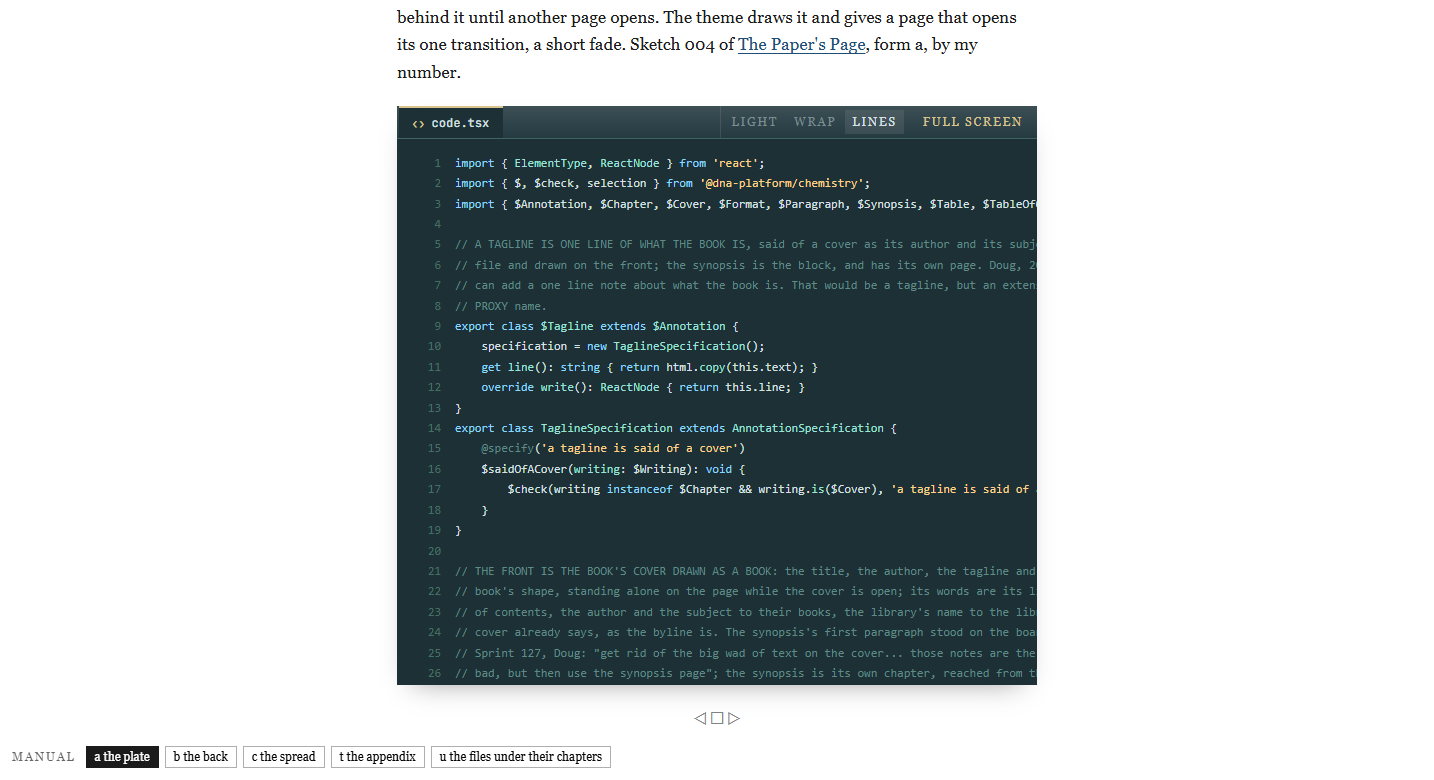 behind it until another page opens. The theme draws it and gives a page that opens
its one transition, a short fade. Sketch 004 of The Paper's Page, form a, by my
number.
<> code.tsx LIGHT WRAP LINES FULL SCREEN
1 import { ElementType, ReactNode } from 'react';
2 import { $, $check, selection } from '@dna-platform/chemistry';
3 import { $Annotation, $Chapter, $Cover, $Format, $Paragraph, $Synopsis, $Table, $TableOf
4
5 // A TAGLINE IS ONE LINE OF WHAT THE BOOK IS, said of a cover as its author and its subj
6 // file and drawn on the front; the synopsis is the block, and has its own page. Doug, 2
7 // can add a one line note about what the book is. That would be a tagline, but an exten
8 // PROXY name.
9 export class $Tagline extends $Annotation {
10 specification = new TaglineSpecification();
11 get line(): string { return html.copy(this.text); }
12 override write(): ReactNode { return this.line; }
13 }
14 export class TaglineSpecification extends AnnotationSpecification {
15 @specify('a tagline is said of a cover')
16 $saidOfACover(writing: $Writing): void {
17 $check(writing instanceof $Chapter && writing.is($Cover), 'a tagline is said of
18 }
19 }
20
21 // THE FRONT IS THE BOOK'S COVER DRAWN AS A BOOK: the title, the author, the tagline and
22 // book's shape, standing alone on the page while the cover is open; its words are its l
23 // of contents, the author and the subject to their books, the library's name to the lib
24 // cover already says, as the byline is. The synopsis's first paragraph stood on the boa
25 // Sprint 127, Doug: "get rid of the big wad of text on the cover... those notes are the
26 // bad, but then use the synopsis page"; the synopsis is its own chapter, reached from t
MANUAL a the plate b the back c the spread t the appendix u the files under their chapters